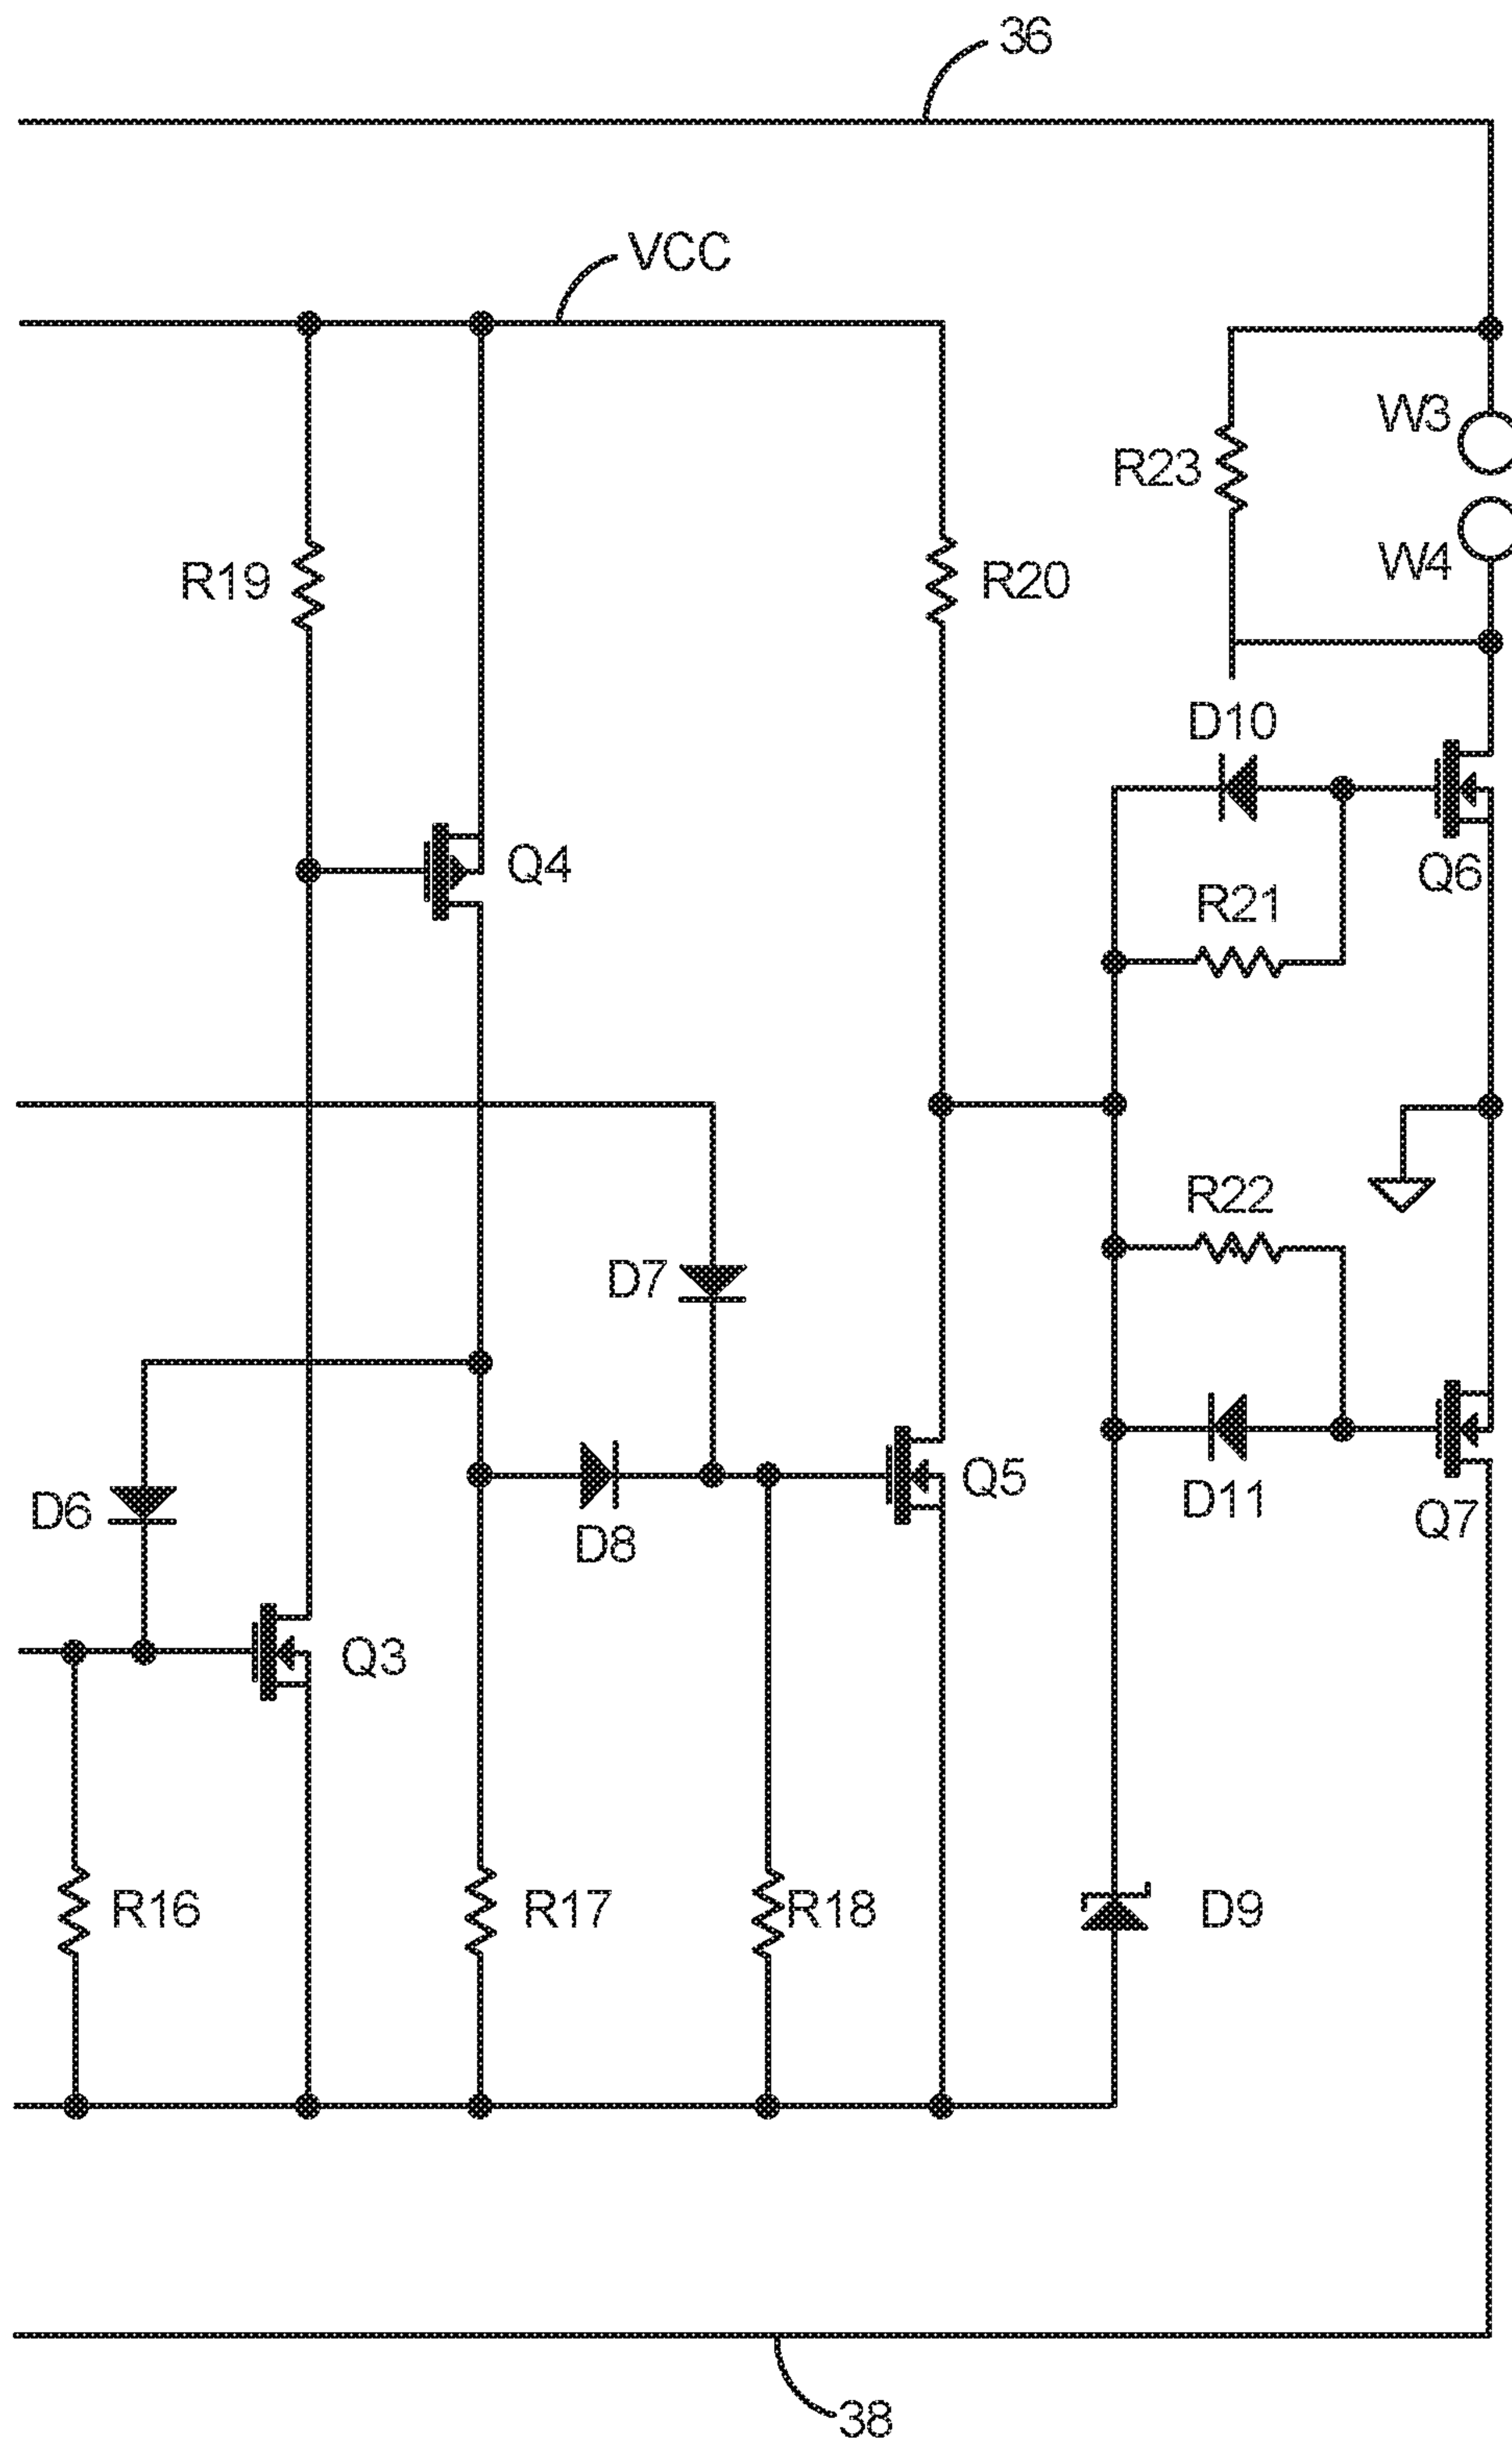 36
VCC
W3
R23
W4
R19
R20
D10
Q4
Q6
R21
R22
D7
Q5
D11
D6
Q7
D8
Q3
R16
R17
R18
D9
38